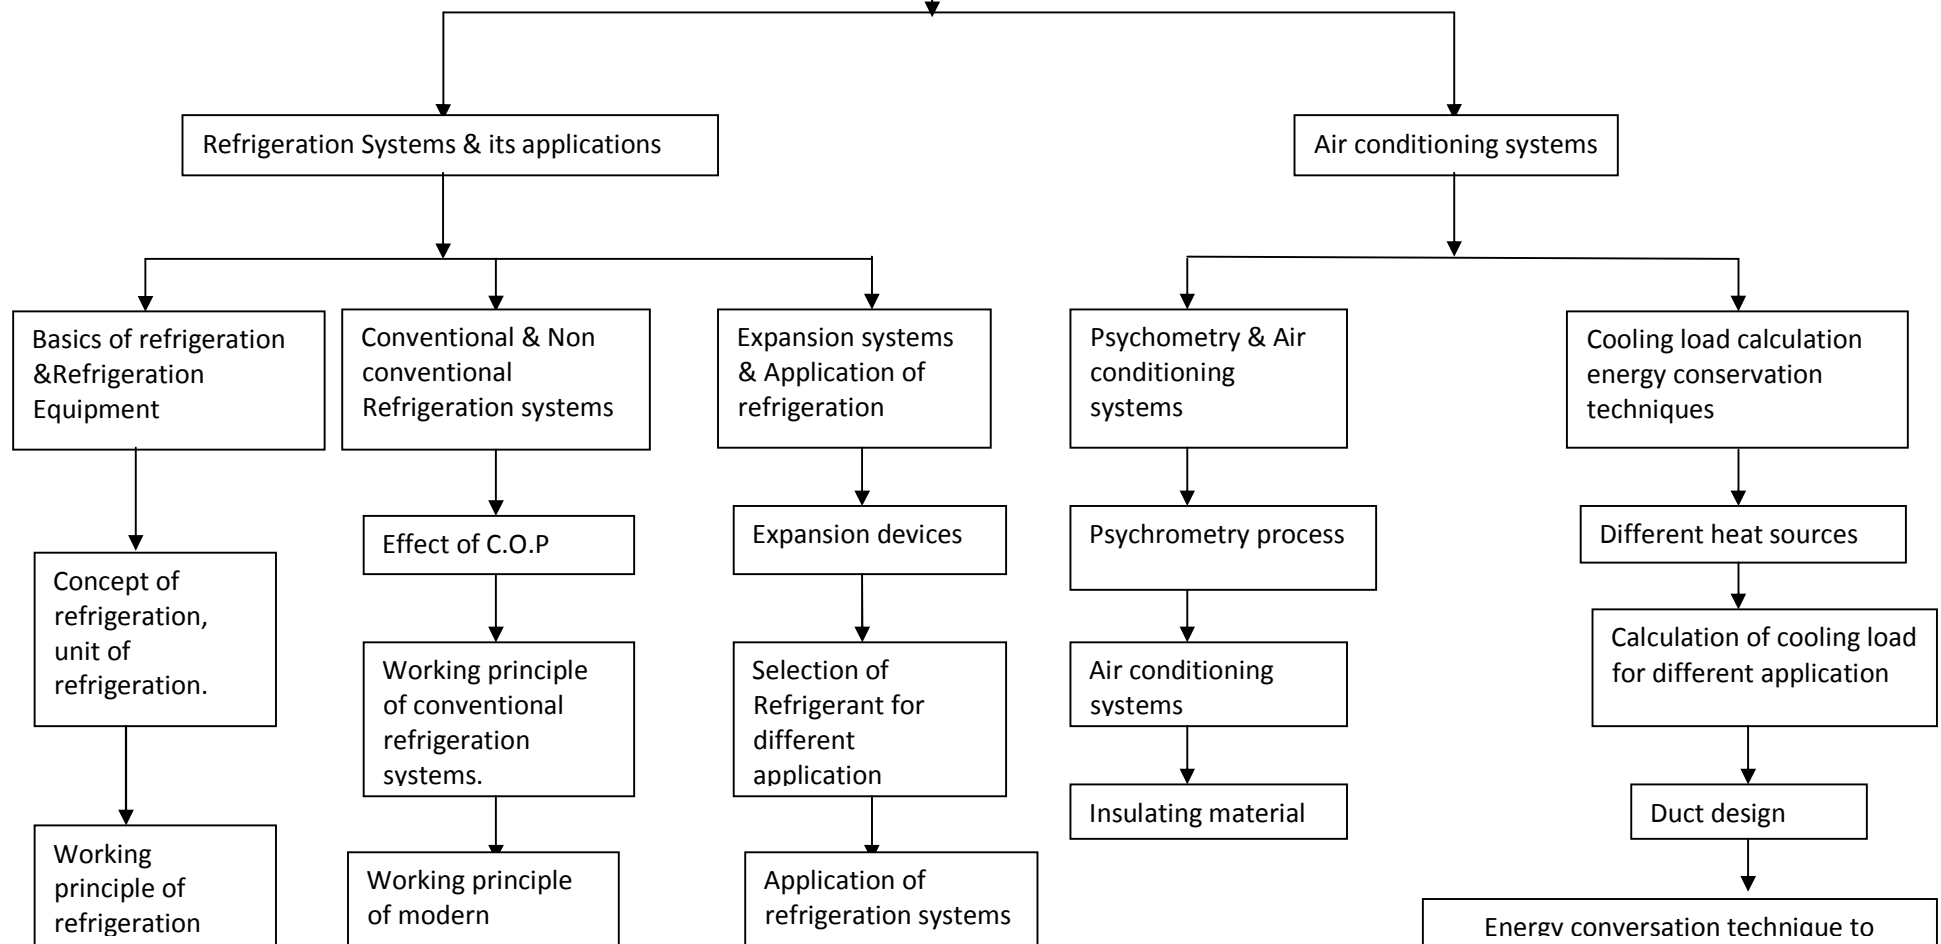 Refrigeration Systems & its applications
Air conditioning systems
Basics of refrigeration
&Refrigeration
Equipment
Conventional & Non
conventional
Refrigeration systems
Expansion systems
& Application of
refrigeration
Psychometry & Air
conditioning
systems
Cooling load calculation
energy conservation
techniques
Concept of
refrigeration,
unit of
refrigeration.
Working
principle of
refrigeration
Effect of C.O.P
Working principle
of conventional
refrigeration
systems.
Working principle
of modern
Expansion devices
Selection of
Refrigerant for
different
application
Application of
refrigeration systems
Psychrometry process
Air conditioning
systems
Insulating material
Different heat sources
Calculation of cooling load
for different application
Duct design
Energy conversation technique to